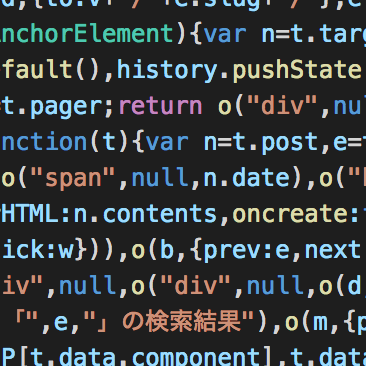 nchorElement){var n=t.targ
fault(),history.pushState
t.pager;return o("div",nul
nction(t){var n=t.post,e=t
o("span",null,n.date),o("h
HTML:n.contents,oncreate:
ick:w})),o(b,{prev:e,next
iv",null,o("div",null,o(d
「",e,"」の検索結果"),o(m,{p
P[t.data.component],t.data